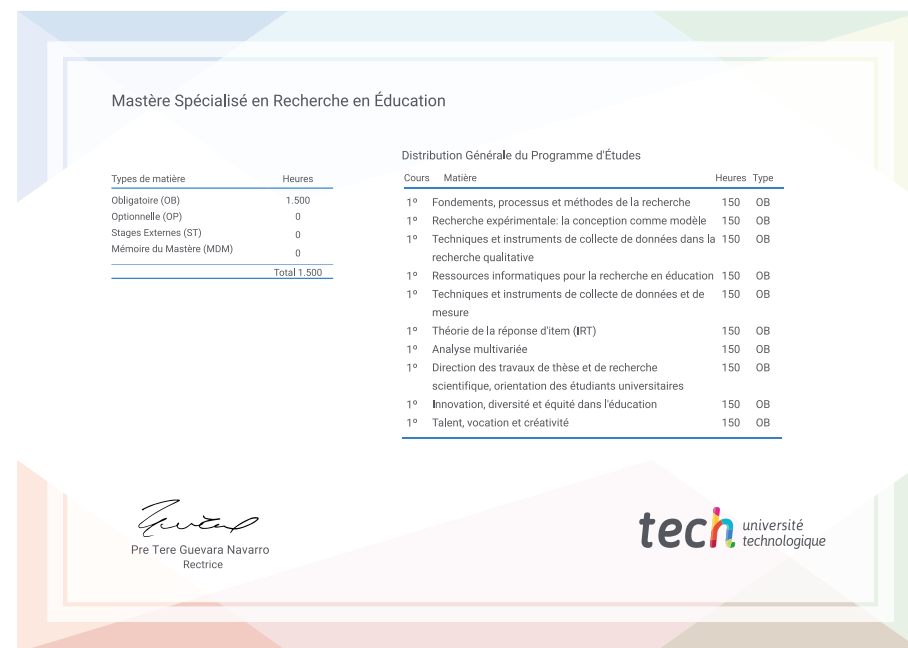 Mastère Spécialisé en Recherche en Éducation
Types de matière Heures
Obligatoire (OB) 1.500
Optionnelle (OP) 0
Stages Externes (ST) 0
Mémoire du Mastère (MDM) 0
Total 1.500
Distribution Générale du Programme d'Études
Cours Matière Heures Type
1º Fondements, processus et méthodes de la recherche 150 OB
1º Recherche expérimentale: la conception comme modèle 150 OB
1º Techniques et instruments de collecte de données dans la 150 OB
recherche qualitative
1º Ressources informatiques pour la recherche en éducation 150 OB
1º Techniques et instruments de collecte de données et de 150 OB
mesure
1º Théorie de la réponse d'item (IRT) 150 OB
1º Analyse multivariée 150 OB
1º Direction des travaux de thèse et de recherche 150 OB
scientifique, orientation des étudiants universitaires
1º Innovation, diversité et équité dans l'éducation 150 OB
1º Talent, vocation et créativité 150 OB
Pre Tere Guevara Navarro
Rectrice
tech université
technologique